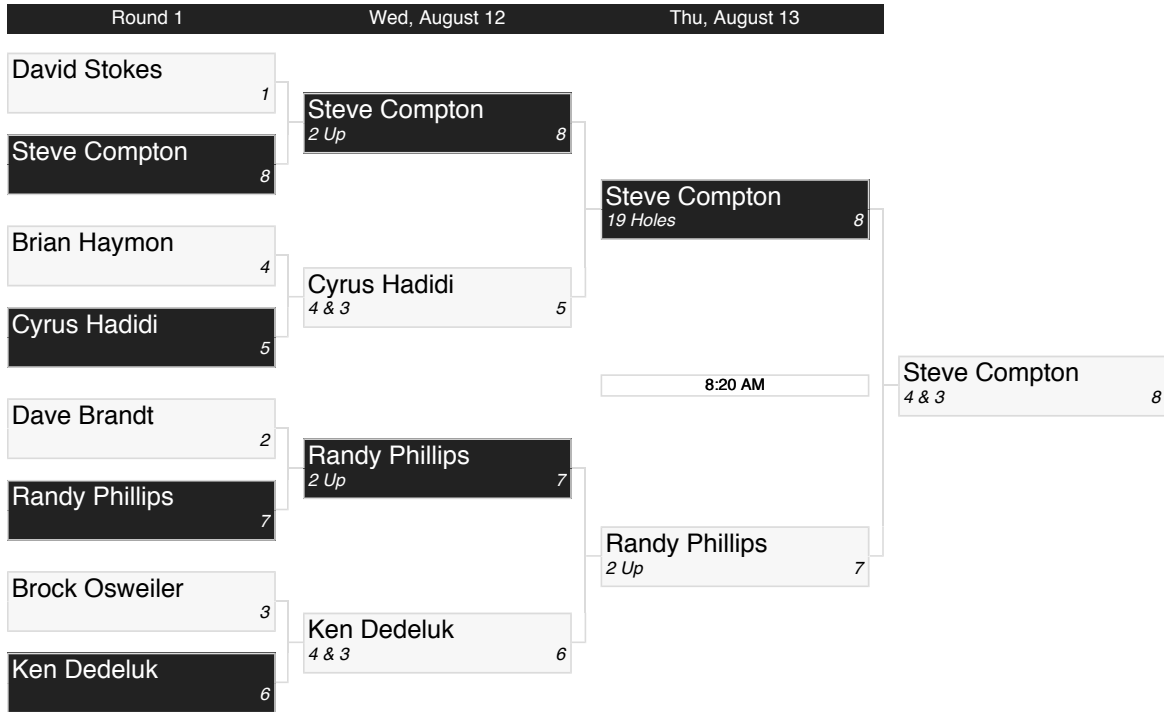 Round 1
Wed, August 12
Thu, August 13
David Stokes
1
Steve Compton
8
Brian Haymon
4
Cyrus Hadidi
5
Dave Brandt
2
Randy Phillips
7
Brock Osweiler
3
Ken Dedeluk
6
Steve Compton
2 Up 8
Cyrus Hadidi
4 & 3 5
Randy Phillips
2 Up 7
Ken Dedeluk
4 & 3 6
Steve Compton
19 Holes 8
8:20 AM
Randy Phillips
2 Up 7
Steve Compton
4 & 3 8